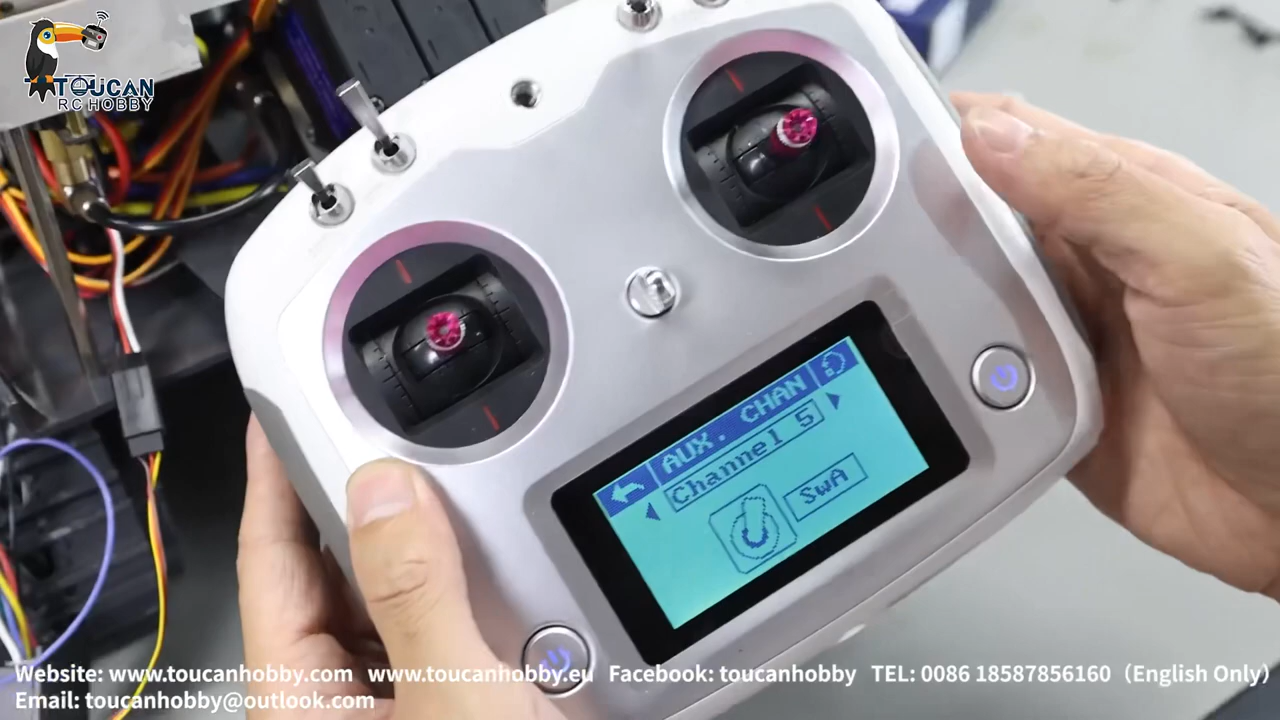 TOUCAN
RC HOBBY
AUX. CHAN
Channel 5
SwA
Website: www.toucanhobby.com www.toucanhobby.eu Facebook: toucanhobby TEL: 0086 18587856160（English Only)
Email: toucanhobby@outlook.com